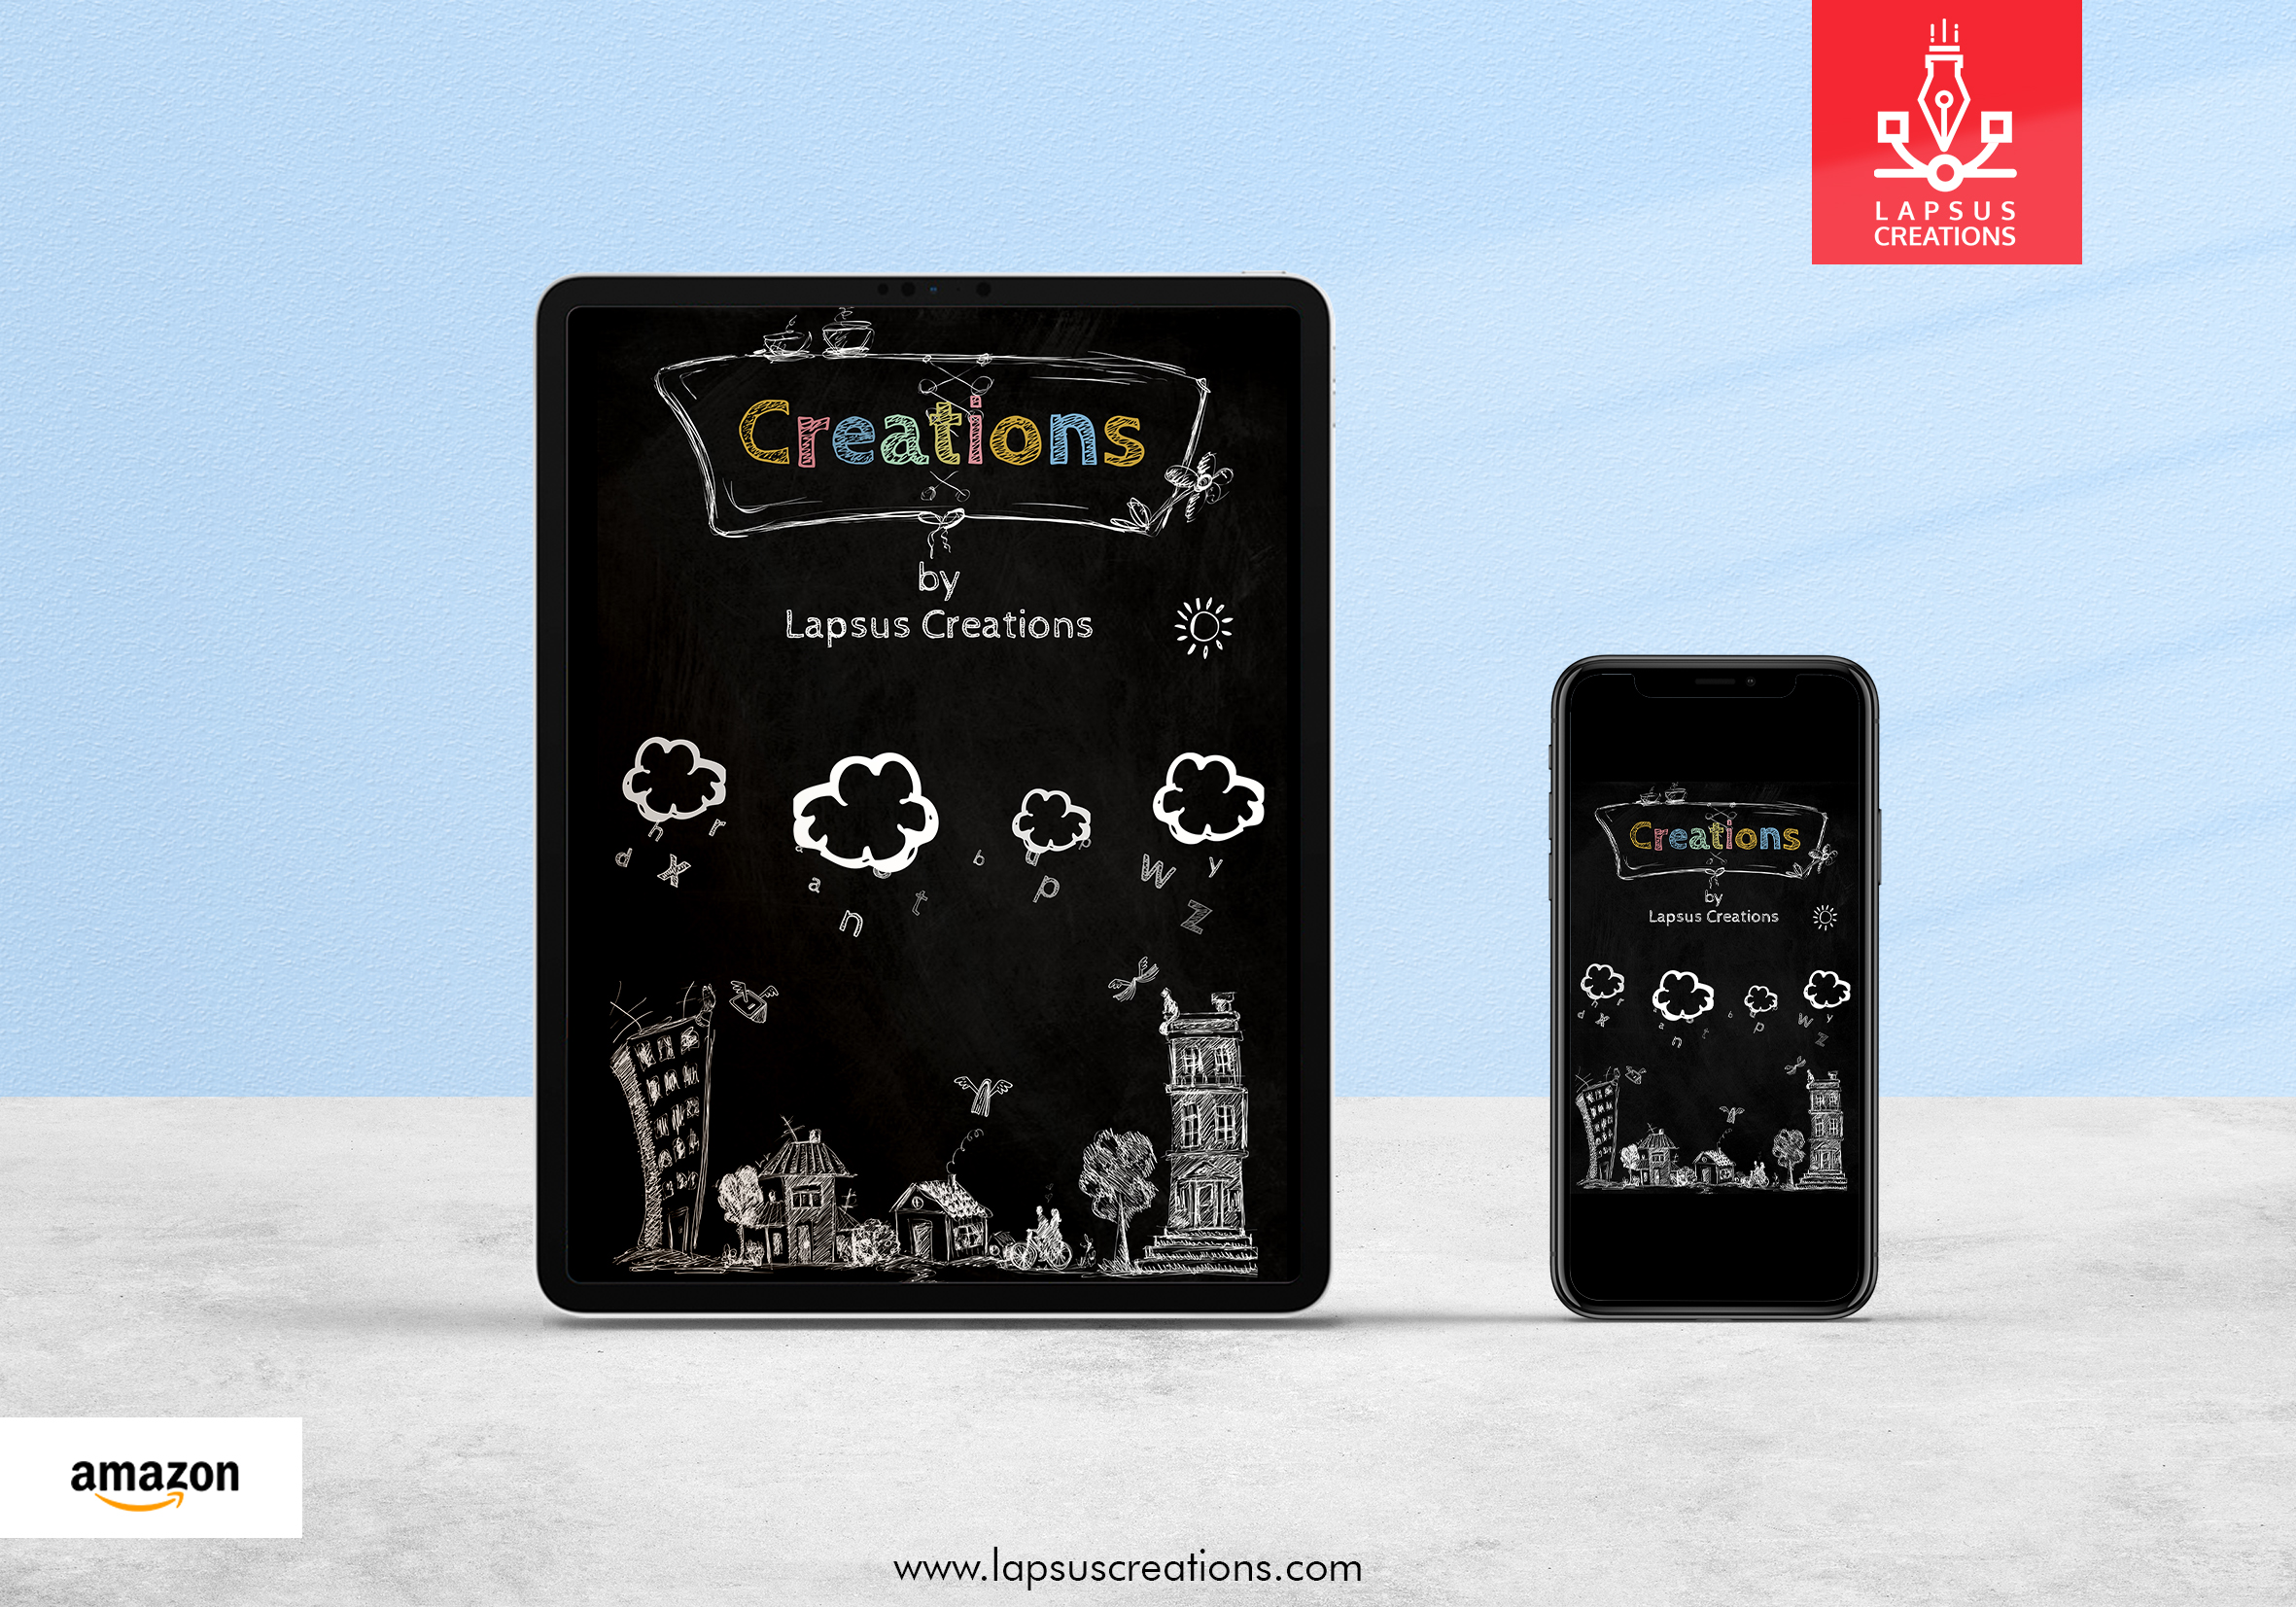 LAPSUS
CREATIONS
Creations
by
Lapsus Creations
h r
d x
a
a t
n
b p
p
W y
Z
Creations
by
Lapsus Creations
h r
d x
a t
n
b
p
W y
Z
amazon
www.lapsuscreations.com